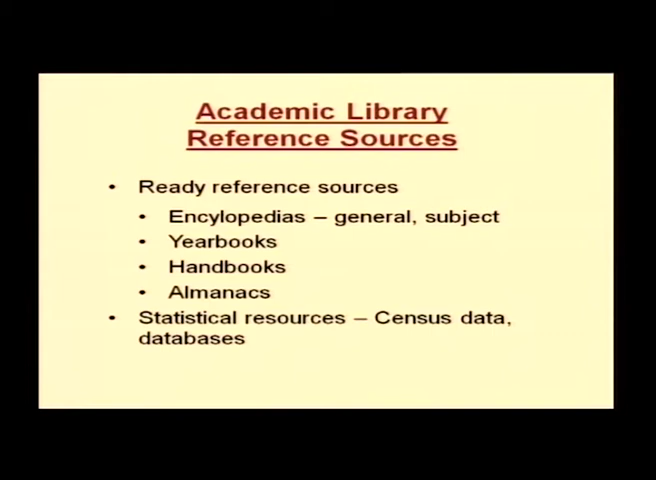 Academic Library
Reference Sources
• Ready reference sources
• Encylopedias – general, subject
• Yearbooks
• Handbooks
• Almanacs
• Statistical resources – Census data,
databases